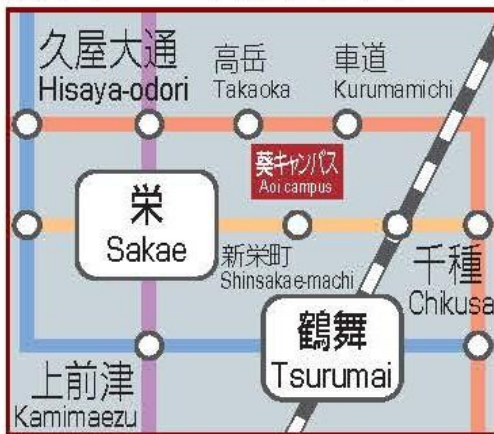 久屋大通
Hisaya-odori
高岳
Takaoka
車道
Kurumamichi
葵キャンパス
Aoi campus
栄
Sakae
新栄町
Shinsakae-machi
千種
Chikusa
鶴舞
Tsurumai
上前津
Kamimaezu